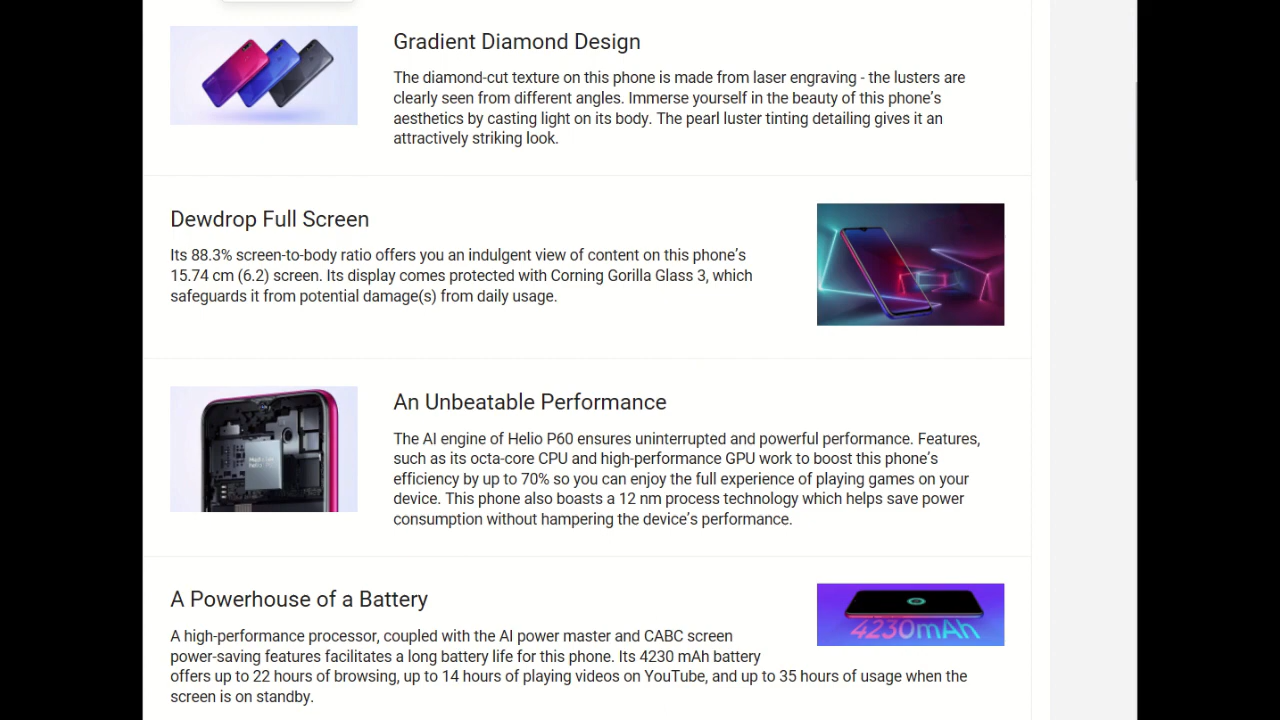 Gradient Diamond Design
The diamond-cut texture on this phone is made from laser engraving - the lusters are
clearly seen from different angles. Immerse yourself in the beauty of this phone’s
aesthetics by casting light on its body. The pearl luster tinting detailing gives it an
attractively striking look.
Dewdrop Full Screen
Its 88.3% screen-to-body ratio offers you an indulgent view of content on this phone’s
15.74 cm (6.2) screen. Its display comes protected with Corning Gorilla Glass 3, which
safeguards it from potential damage(s) from daily usage.
An Unbeatable Performance
The AI engine of Helio P60 ensures uninterrupted and powerful performance. Features,
such as its octa-core CPU and high-performance GPU work to boost this phone’s
efficiency by up to 70% so you can enjoy the full experience of playing games on your
device. This phone also boasts a 12 nm process technology which helps save power
consumption without hampering the device’s performance.
A Powerhouse of a Battery
4230mAh
A high-performance processor, coupled with the AI power master and CABC screen
power-saving features facilitates a long battery life for this phone. Its 4230 mAh battery
offers up to 22 hours of browsing, up to 14 hours of playing videos on YouTube, and up to 35 hours of usage when the
screen is on standby.